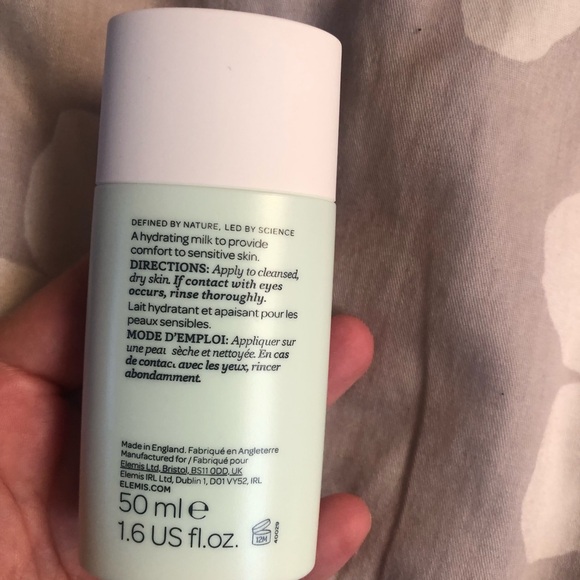 DEFINED BY NATURE, LED BY SCIENCE
A hydrating milk to provide
comfort to sensitive skin.
DIRECTIONS: Apply to cleansed,
dry skin. If contact with eyes
occurs, rinse thoroughly.
Lait hydratant et apaisant pour les
peaux sensibles.
MODE D'EMPLOI: Appliquer sur
une peau sèche et nettoyée. En cas
de contact avec les yeux, rincer
abondamment.
Made in England. Fabriqué en Angleterre
Manufactured for / Fabriqué pour
Elemis Ltd, Bristol, BS11 0DD, UK
Elemis IRL Ltd, Dublin 1, D01 VY52, IRL
ELEMIS.COM
50 ml e
1.6 US fl.oz.
12M